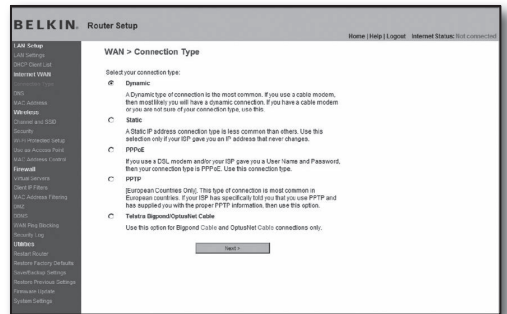 BELKIN. Router Setup
Home | Help | Logout Internet Status: Not connected
LAN Setup
LAN Settings
DHCP Client List
Internet WAN
Connection Type
DNS
MAC Address
Wireless
Channel and SSID
Security
Wi-Fi Protected Setup
Use as Access Point
MAC Address Control
Firewall
Virtual Servers
Client IP Filters
MAC Address Filtering
DMZ
DDNS
WAN Ping Blocking
Security Log
Utilities
Restart Router
Restore Factory Defaults
Save/Backup Settings
Restore Previous Settings
Firmware Update
System Settings
WAN > Connection Type
Select your connection type:
Dynamic
A Dynamic type of connection is the most common. If you use a cable modem,
then most likely you will have a dynamic connection. If you have a cable modem
or you are not sure of your connection type, use this.
Static
A Static IP address connection type is less common than others. Use this
selection only if your ISP gave you an IP address that never changes.
PPPoE
If you use a DSL modem and/or your ISP gave you a User Name and Password,
then your connection type is PPPoE. Use this connection type.
PPTP
[European Countries Only]. This type of connection is most common in
European countries. If your ISP has specifically told you that you use PPTP and
has supplied you with the proper PPTP information, then use this option.
Telstra Bigpond/OptusNet Cable
Use this option for Bigpond Cable and OptusNet Cable connections only.
Next >